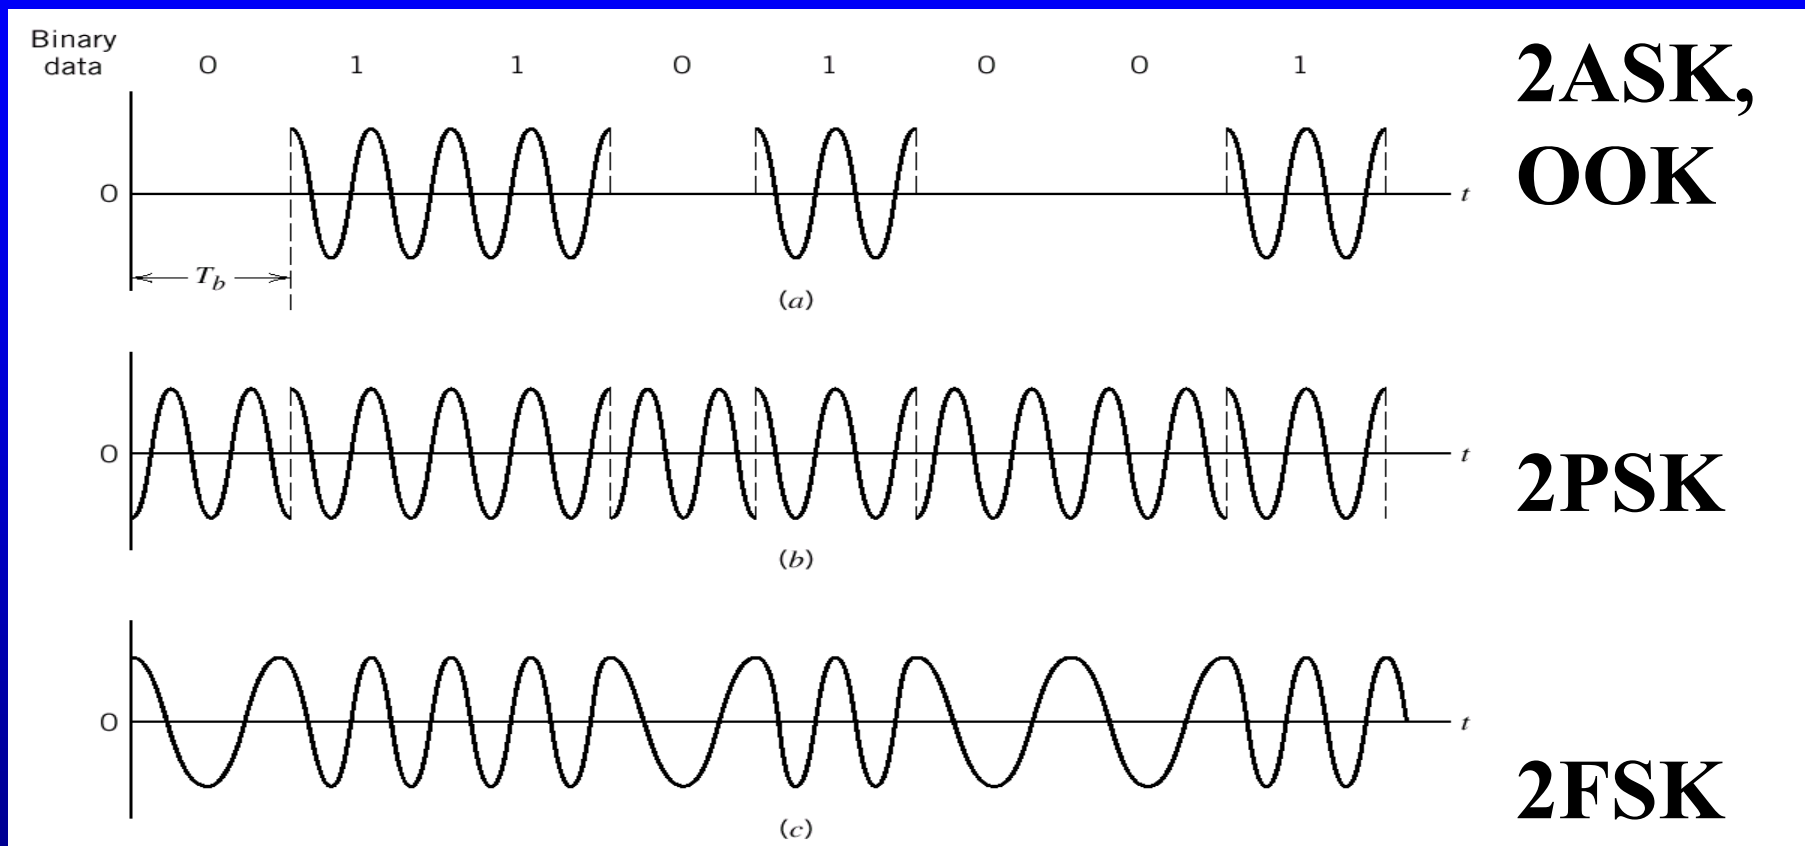 Binary
data 0 1 1 0 1 0 0 1
2ASK,
OOK
0 t
T_b
(a)
0 t
2PSK
(b)
0 t
2FSK
(c)